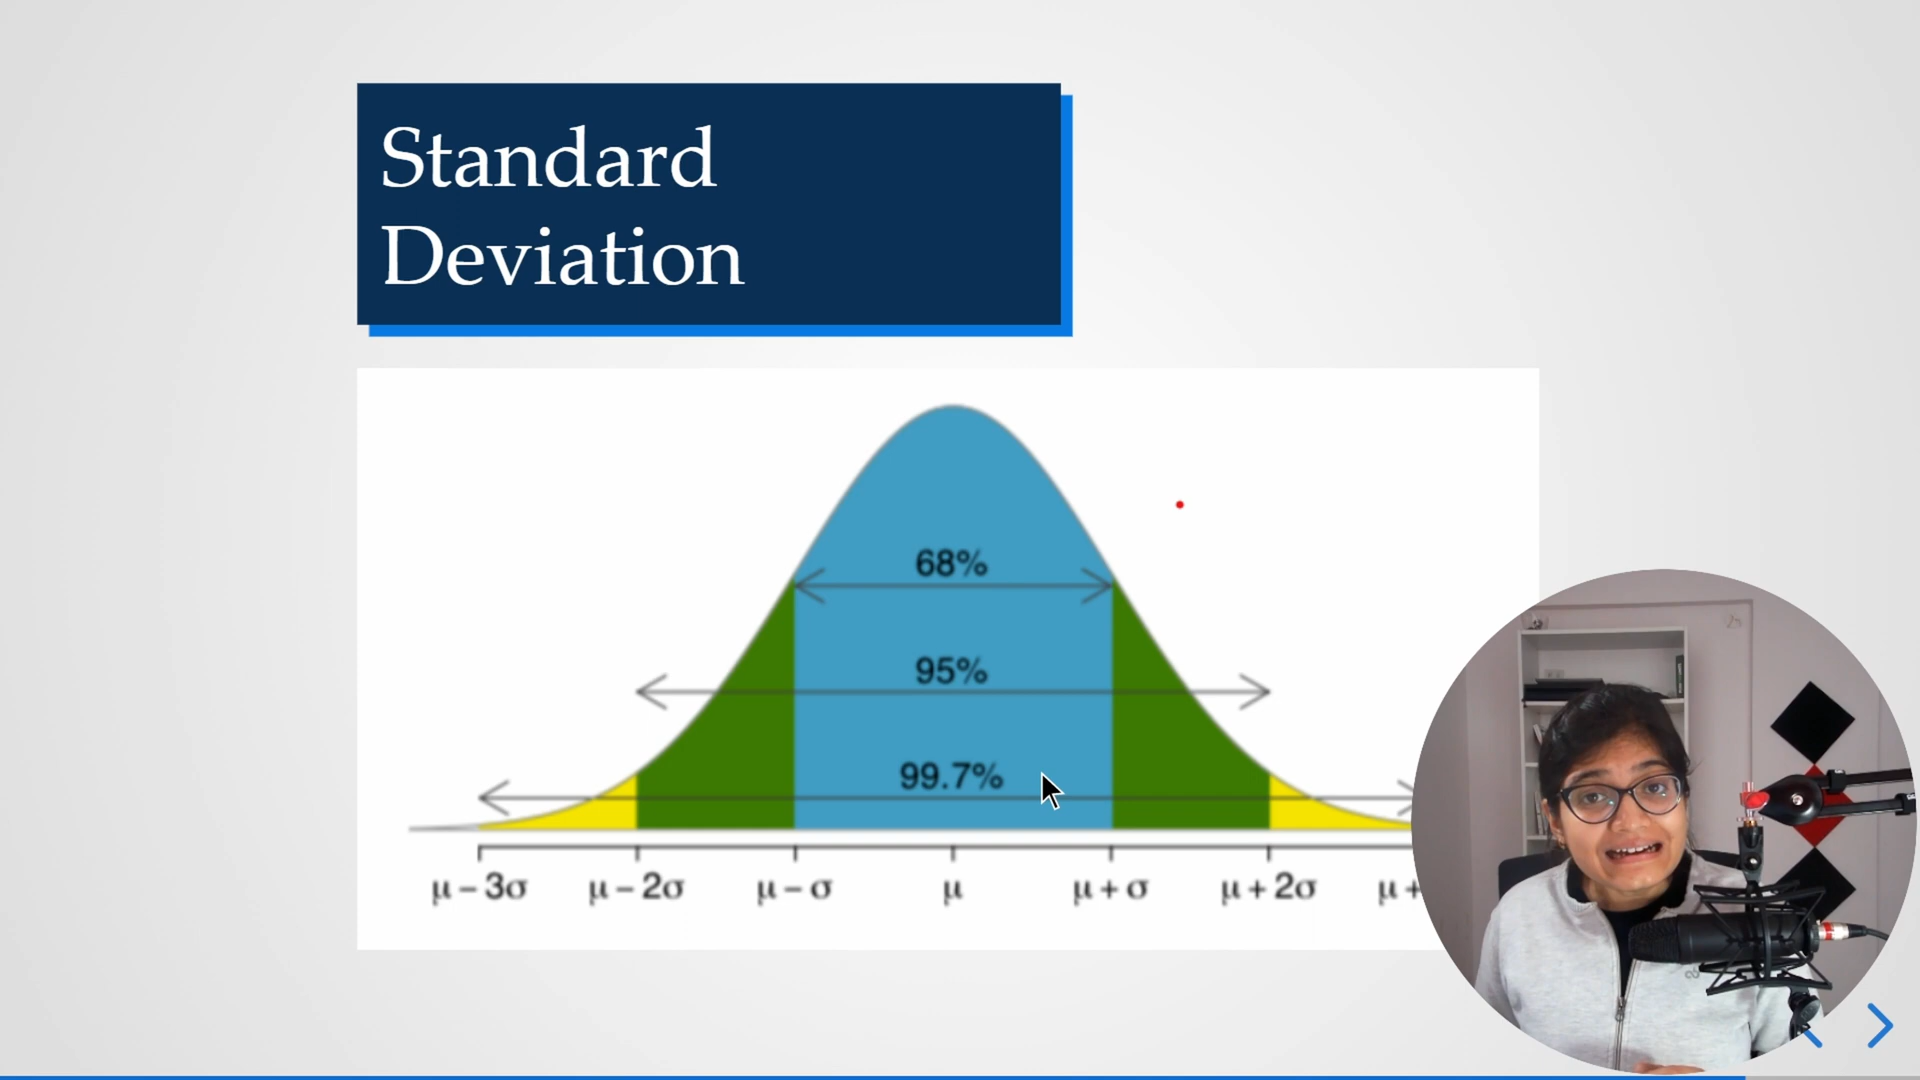 Standard
Deviation
68%
95%
99.7%
μ – 3σ μ – 2σ μ – σ μ μ + σ μ + 2σ μ +